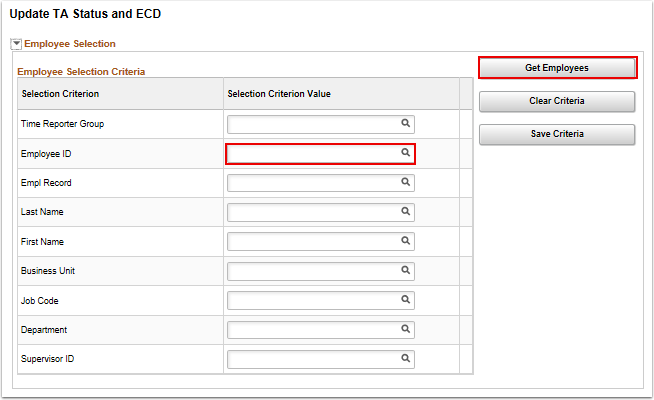 Update TA Status and ECD
Employee Selection
Employee Selection Criteria
Get Employees
Selection Criterion Selection Criterion Value
Clear Criteria
Time Reporter Group
Save Criteria
Employee ID
Empl Record
Last Name
First Name
Business Unit
Job Code
Department
Supervisor ID